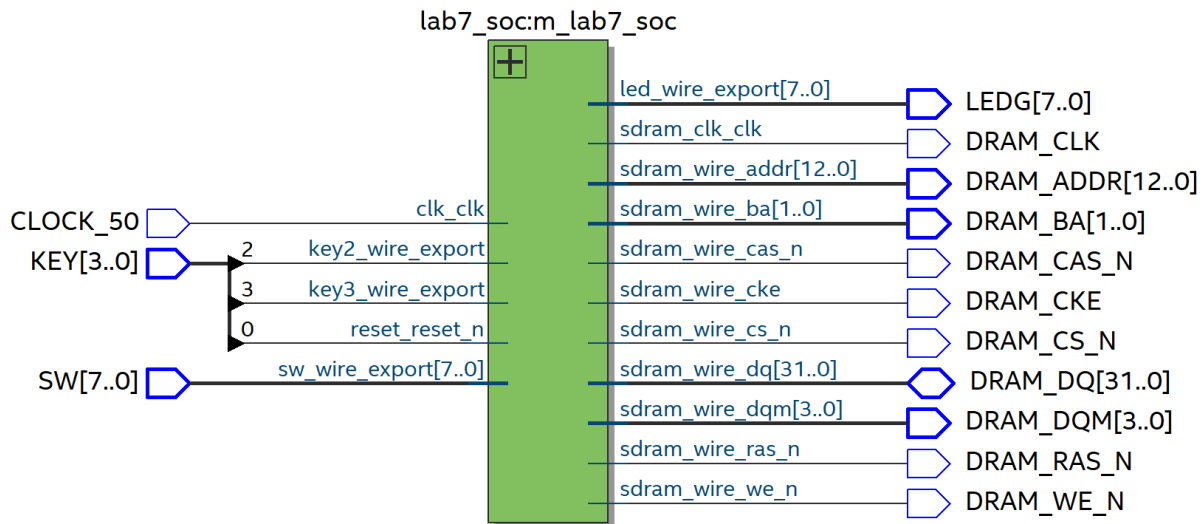 lab7_soc:m_lab7_soc
led_wire_export[7..0]
LEDG[7..0]
sdram_clk_clk
DRAM_CLK
sdram_wire_addr[12..0]
DRAM_ADDR[12..0]
CLOCK_50
clk_clk
sdram_wire_ba[1..0]
DRAM_BA[1..0]
KEY[3..0]
2
key2_wire_export
sdram_wire_cas_n
DRAM_CAS_N
3
key3_wire_export
sdram_wire_cke
DRAM_CKE
0
reset_reset_n
sdram_wire_cs_n
DRAM_CS_N
SW[7..0]
sw_wire_export[7..0]
sdram_wire_dq[31..0]
DRAM_DQ[31..0]
sdram_wire_dqm[3..0]
DRAM_DQM[3..0]
sdram_wire_ras_n
DRAM_RAS_N
sdram_wire_we_n
DRAM_WE_N